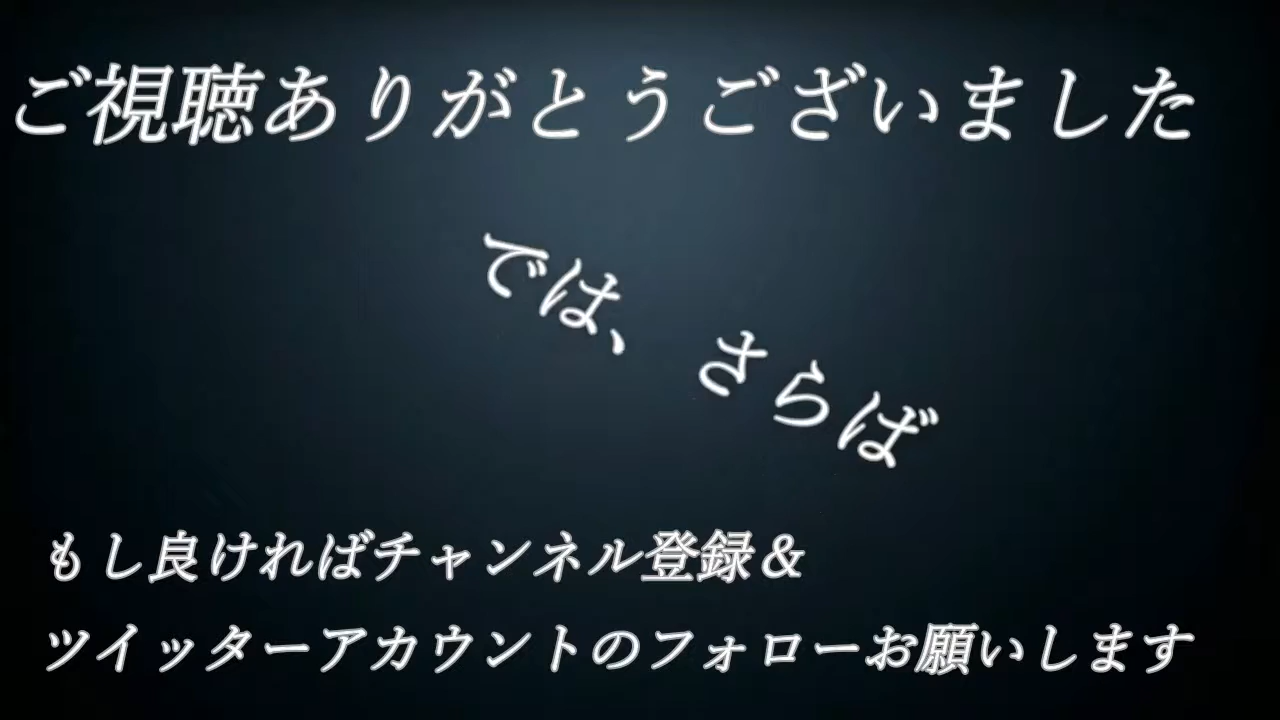 ご視聴ありがとうございました
では、さらば
もし良ければチャンネル登録&
ツイッターアカウントのフォローお願いします